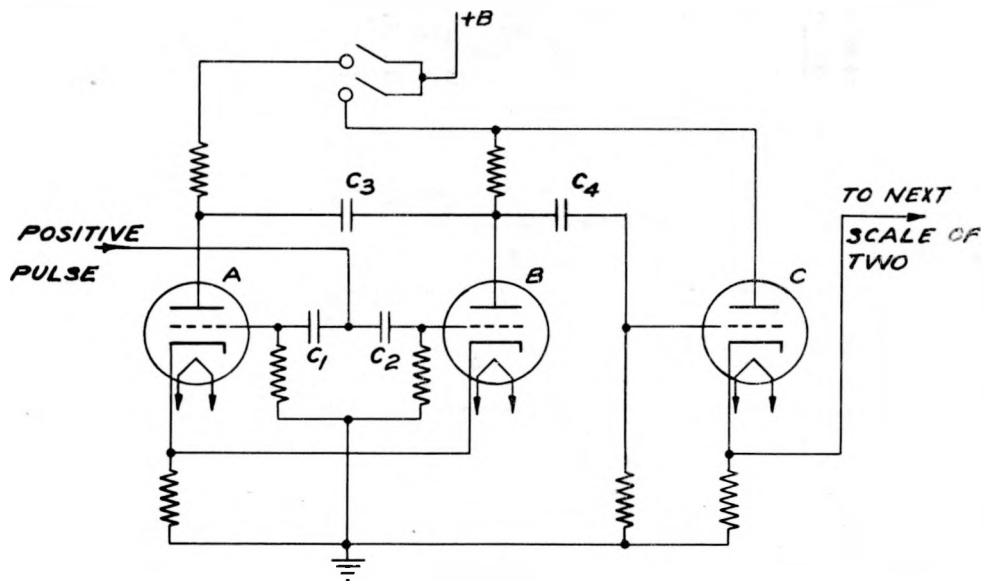 +B
C3
C4
TO NEXT
SCALE OF
TWO
POSITIVE
PULSE
A
B
C
C1
C2